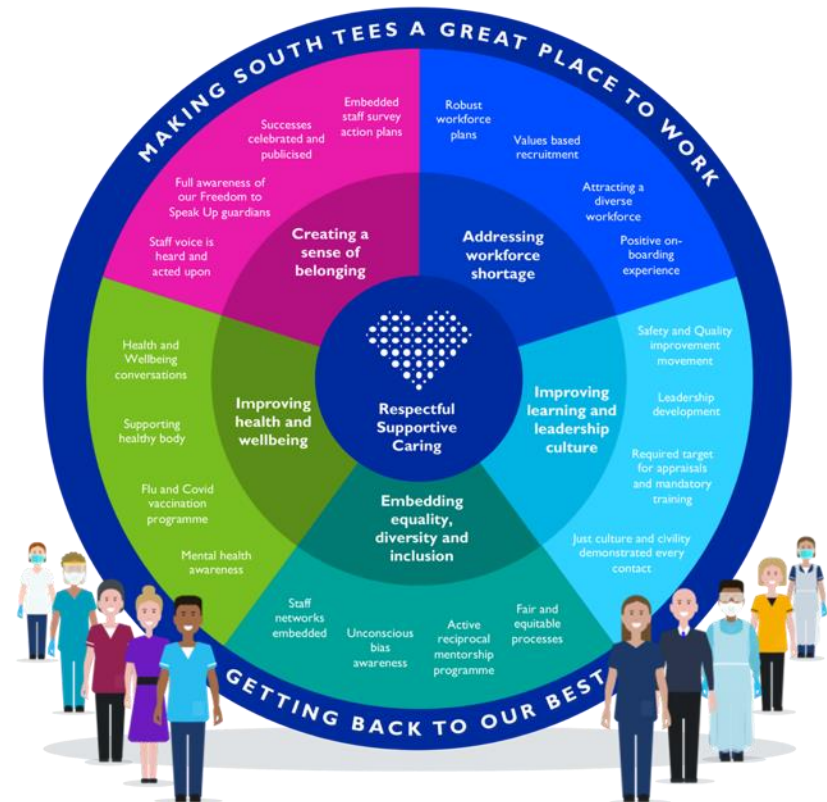 MAKING SOUTH TEES A GREAT PLACE TO WORK
Embedded
staff survey
action plans
Successes
celebrated and
publicised
Full awareness of
our Freedom to
Speak Up guardians
Staff voice is
heard and
acted upon
Creating a
sense of
belonging
Robust
workforce
plans
Values based
recruitment
Attracting a
diverse
workforce
Positive on-
boarding
experience
Addressing
workforce
shortage
Safety and Quality
improvement
movement
Leadership
development
Required target
for appraisals
and mandatory
training
Just culture and civility
demonstrated every
contact
Improving
learning and
leadership
culture
Respectful
Supportive
Caring
Improving
health and
wellbeing
Health and
Wellbeing
conversations
Supporting
healthy body
Flu and Covid
vaccination
programme
Mental health
awareness
Embedding
equality,
diversity and
inclusion
Staff
networks
embedded
Unconscious
bias
awareness
Active
reciprocal
mentorship
programme
Fair and
equitable
processes
GETTING BACK TO OUR BEST